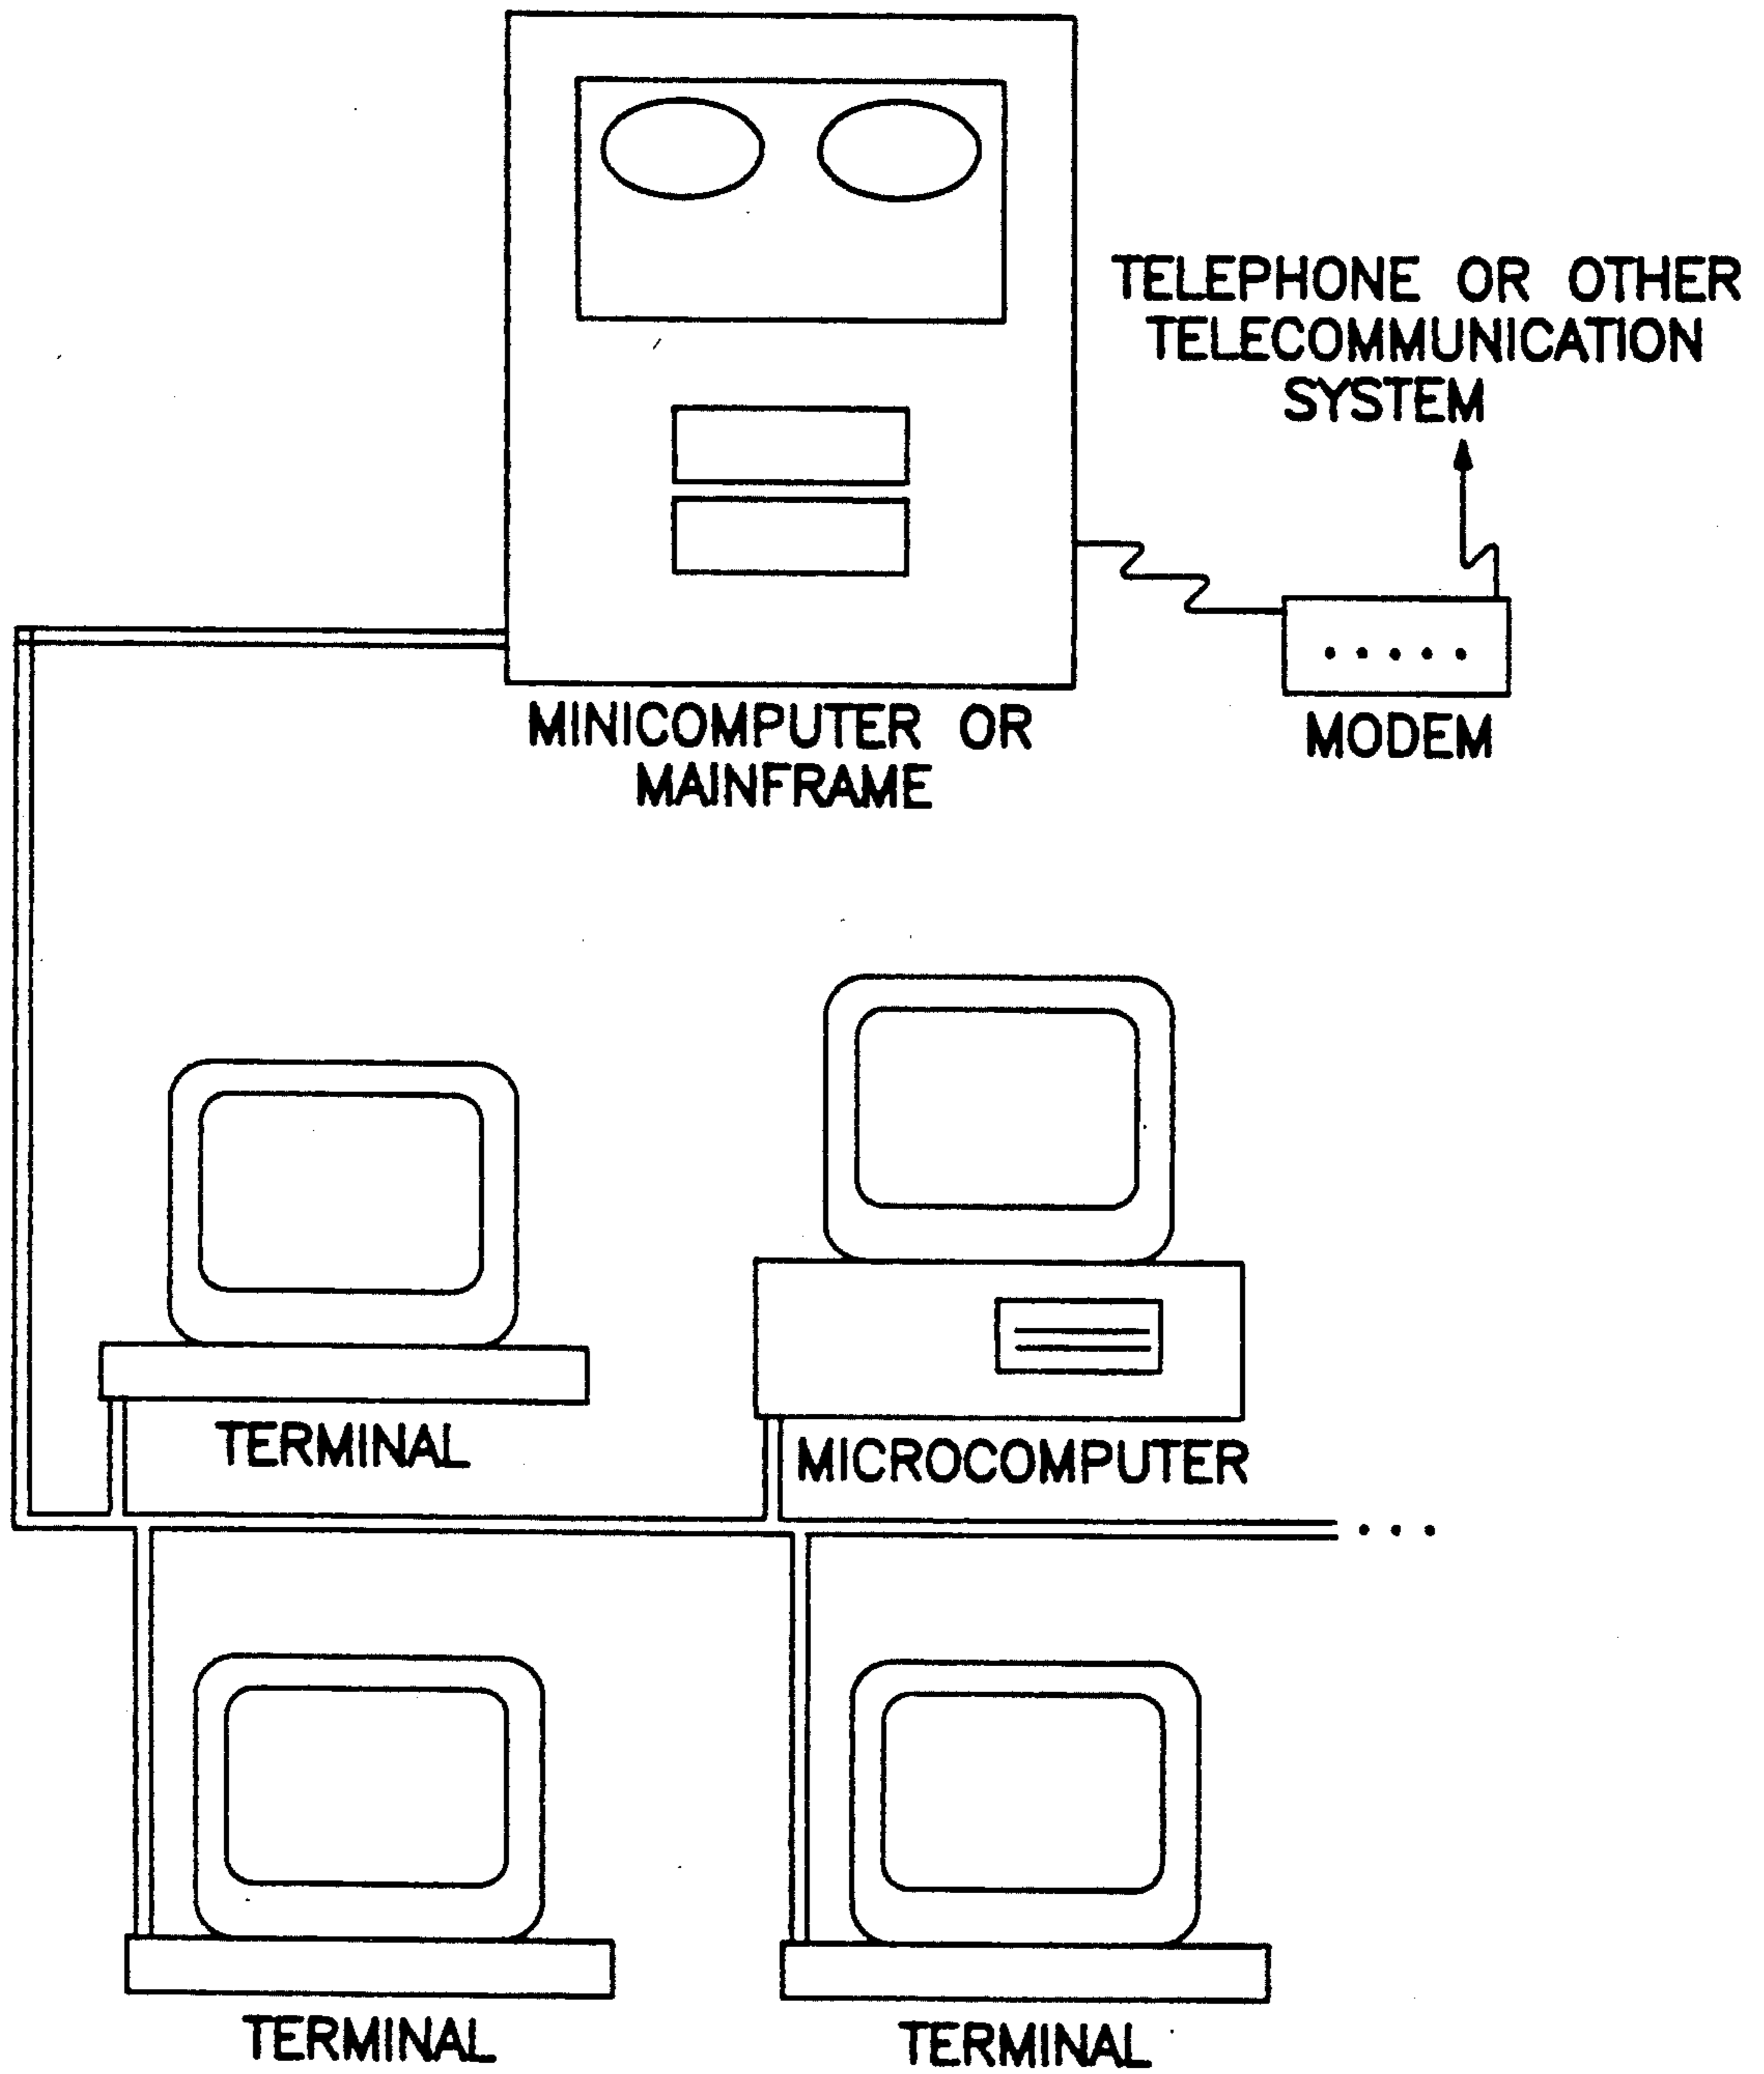 TELEPHONE OR OTHER
TELECOMMUNICATION
SYSTEM
MINICOMPUTER OR
MAINFRAME
MODEM
TERMINAL
MICROCOMPUTER
TERMINAL
TERMINAL